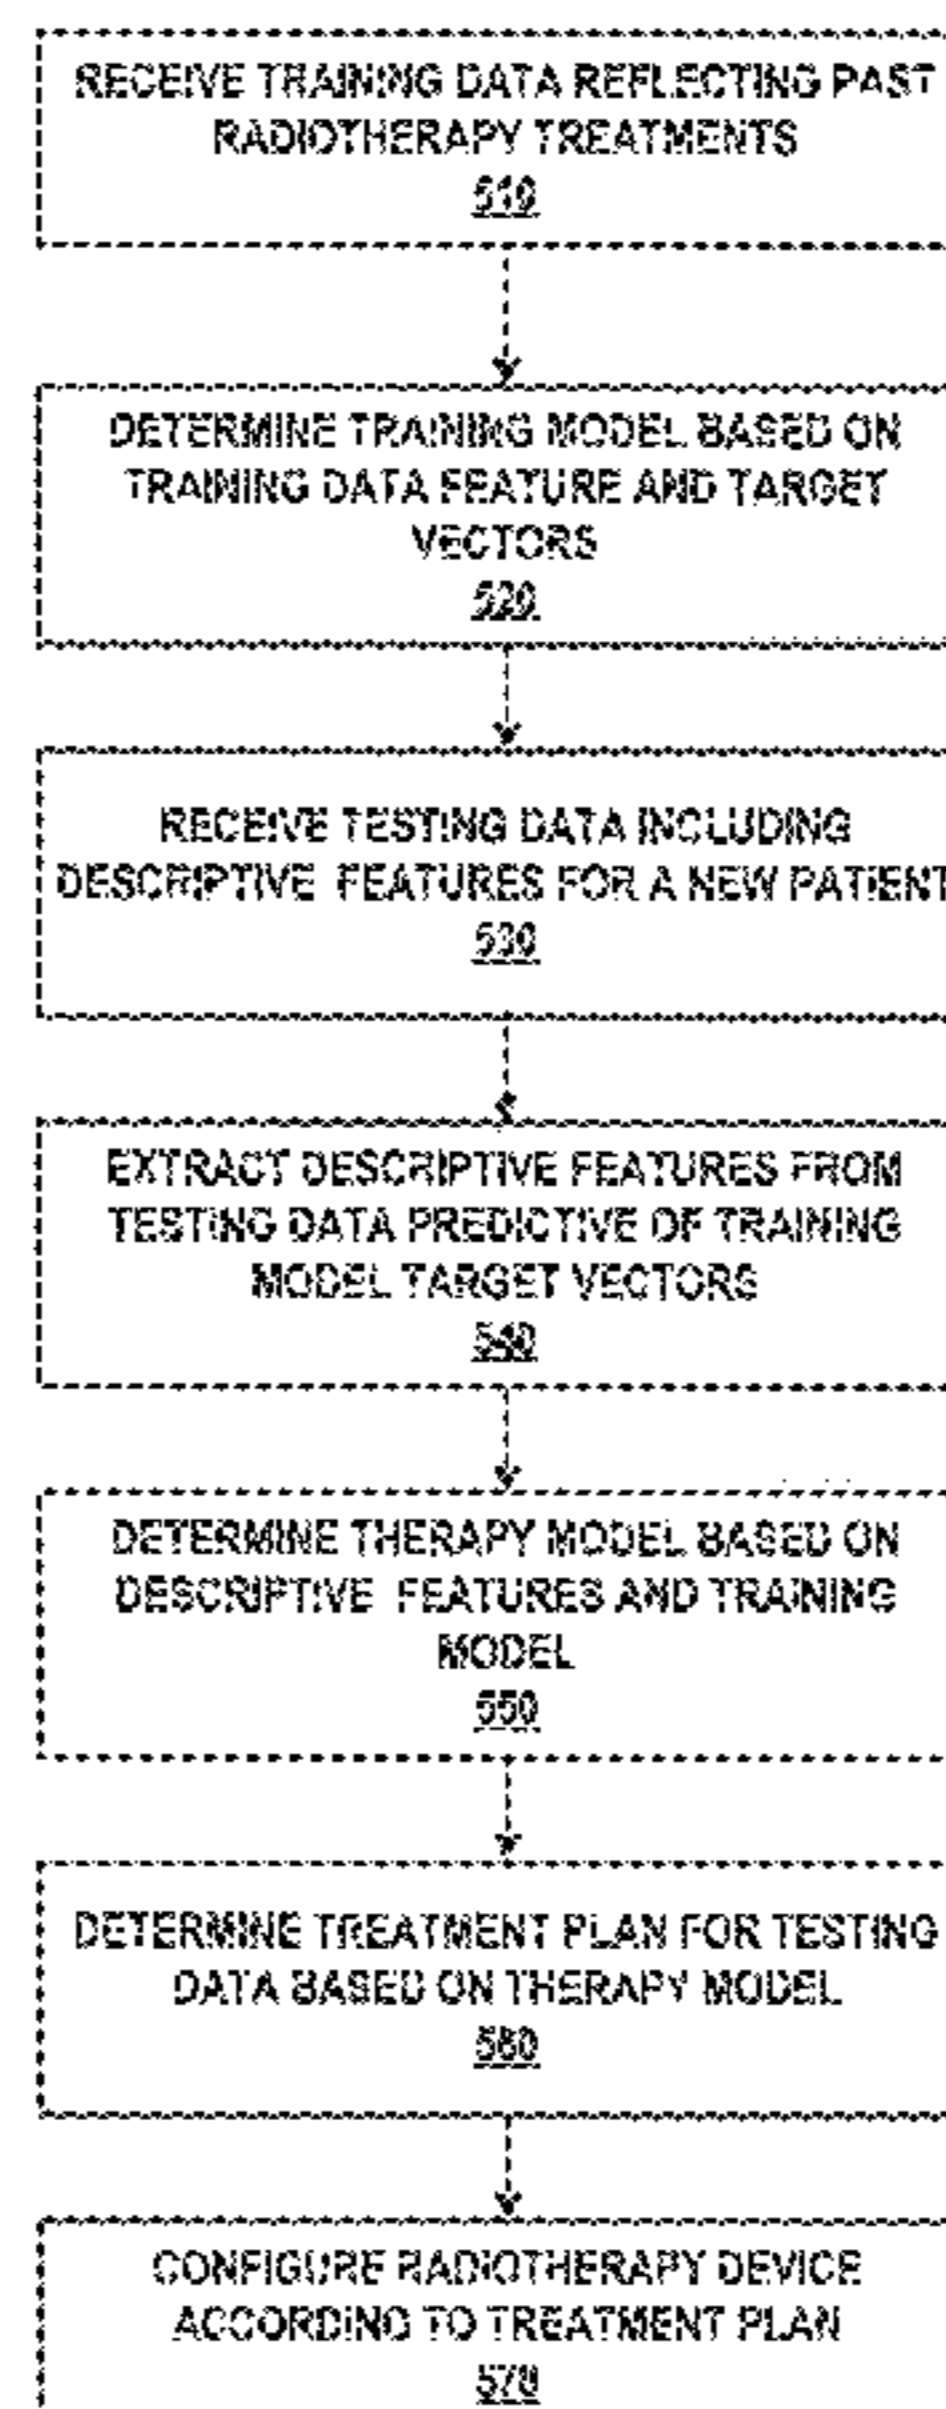 RECEIVE TRAINING DATA REFLECTING PAST
RADIOTHERAPY TREATMENTS
510
DETERMINE TRAINING MODEL BASED ON
TRAINING DATA FEATURE AND TARGET
VECTORS
520
RECEIVE TESTING DATA INCLUDING
DESCRIPTIVE FEATURES FOR A NEW PATIENT
530
EXTRACT DESCRIPTIVE FEATURES FROM
TESTING DATA PREDICTIVE OF TRAINING
MODEL TARGET VECTORS
540
DETERMINE THERAPY MODEL BASED ON
DESCRIPTIVE FEATURES AND TRAINING
MODEL
550
DETERMINE TREATMENT PLAN FOR TESTING
DATA BASED ON THERAPY MODEL
560
CONFIGURE RADIOTHERAPY DEVICE
ACCORDING TO TREATMENT PLAN
570